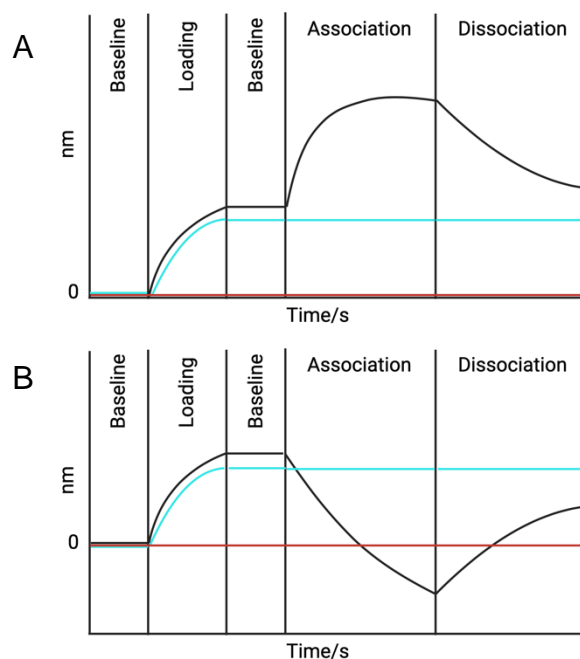 A
Baseline
Loading
Baseline
Association
Dissociation
nm
0
Time/s
B
Baseline
Loading
Baseline
Association
Dissociation
nm
0
Time/s